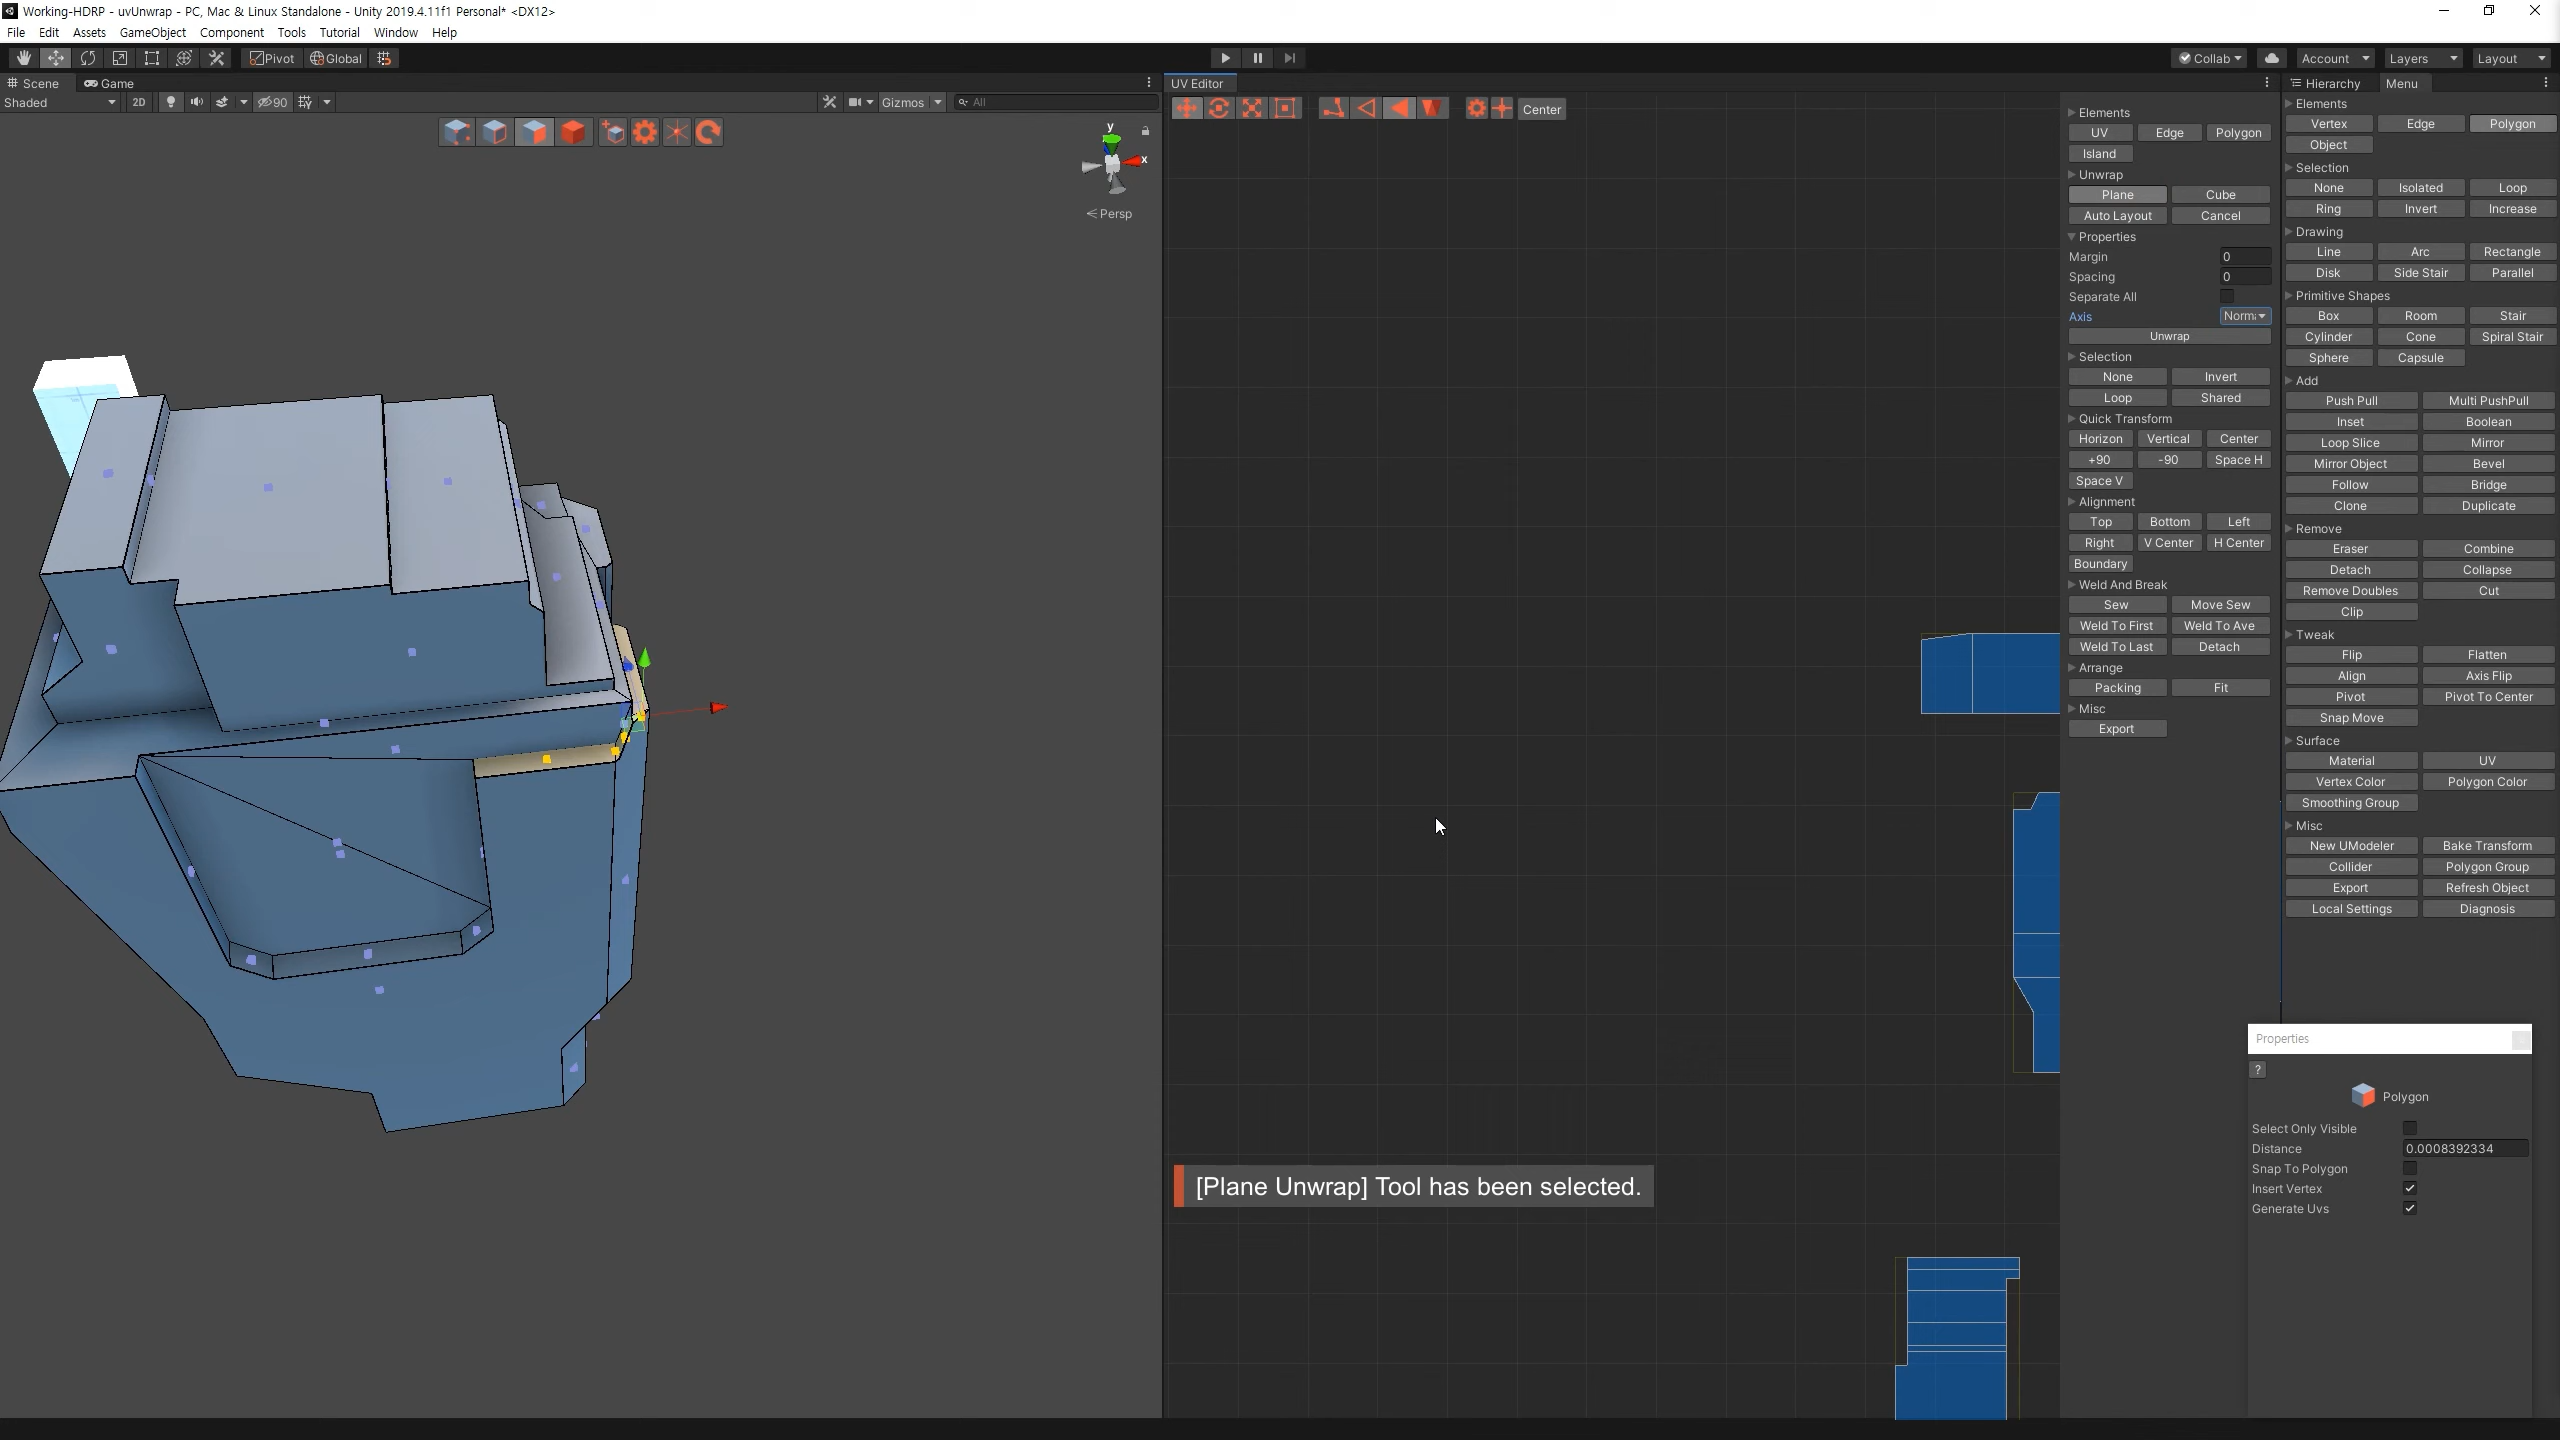 Working-HDRP - uvUnwrap - PC, Mac & Linux Standalone - Unity 2019.4.11f1 Personal* <DX12>
File Edit Assets GameObject Component Tools Tutorial Window Help
Pivot Global Collab Account Layers Layout
Scene Game
Shaded 2D 90 Gizmos All
y
x
Persp
UV Editor
Center
Elements
UV Edge Polygon
Island
Unwrap
Plane Cube
Auto Layout Cancel
Properties
Margin 0
Spacing 0
Separate All
Axis Norma
Unwrap
Selection
None Invert
Loop Shared
Quick Transform
Horizon Vertical Center
+90 -90 Space H
Space V
Alignment
Top Bottom Left
Right V Center H Center
Boundary
Weld And Break
Sew Move Sew
Weld To First Weld To Ave
Weld To Last Detach
Arrange
Packing Fit
Misc
Export
[Plane Unwrap] Tool has been selected.
Hierarchy Menu
Elements
Vertex Edge Polygon
Object
Selection
None Isolated Loop
Ring Invert Increase
Drawing
Line Arc Rectangle
Disk Side Stair Parallel
Primitive Shapes
Box Room Stair
Cylinder Cone Spiral Stair
Sphere Capsule
Add
Push Pull Multi PushPull
Inset Boolean
Loop Slice Mirror
Mirror Object Bevel
Follow Bridge
Clone Duplicate
Remove
Eraser Combine
Detach Collapse
Remove Doubles Cut
Clip
Tweak
Flip Flatten
Align Axis Flip
Pivot Pivot To Center
Snap Move
Surface
Material UV
Vertex Color Polygon Color
Smoothing Group
Misc
New UModeler Bake Transform
Collider Polygon Group
Export Refresh Object
Local Settings Diagnosis
Properties
?
Polygon
Select Only Visible
Distance 0.0008392334
Snap To Polygon
Insert Vertex
Generate Uvs